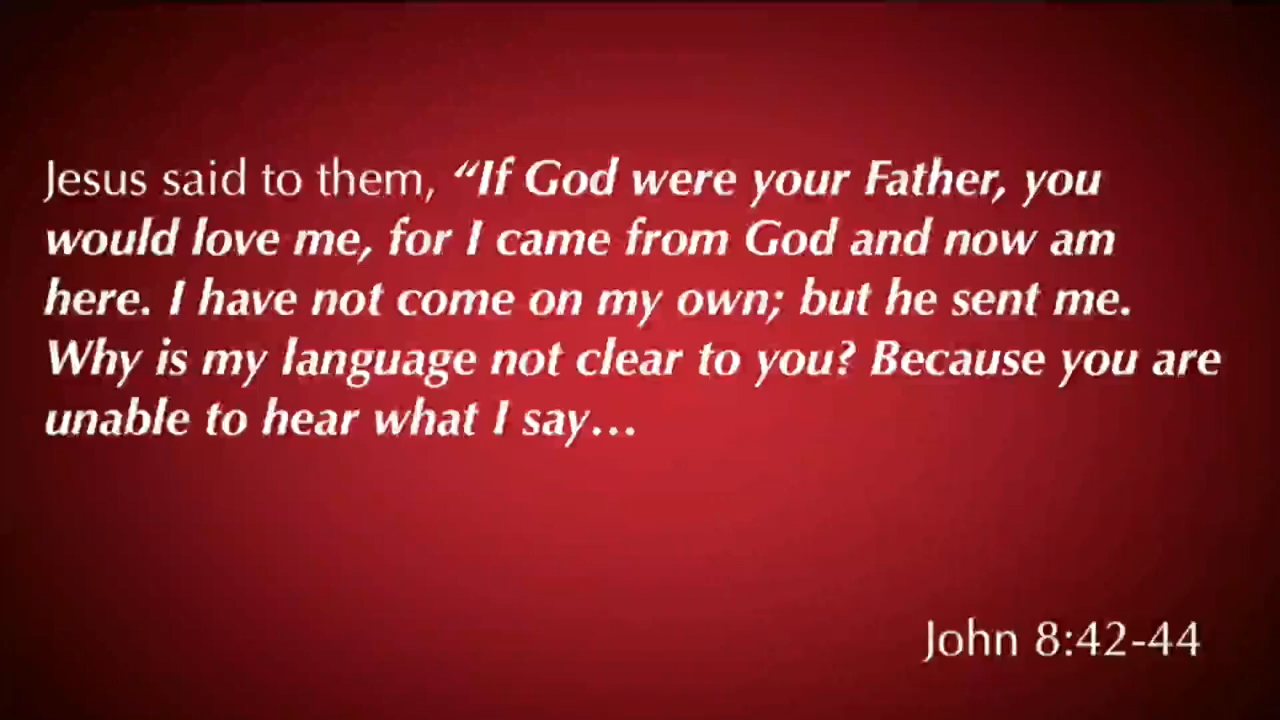 Jesus said to them, “If God were your Father, you
would love me, for I came from God and now am
here. I have not come on my own; but he sent me.
Why is my language not clear to you? Because you are
unable to hear what I say…
John 8:42-44